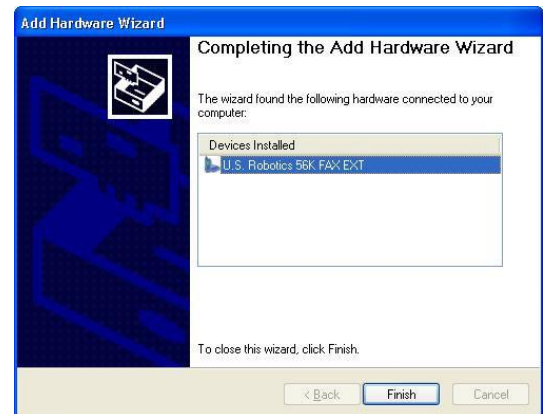 Add Hardware Wizard
Completing the Add Hardware Wizard
The wizard found the following hardware connected to your
computer:
Devices Installed
U.S. Robotics 56K FAX EXT
To close this wizard, click Finish.
< Back Finish Cancel